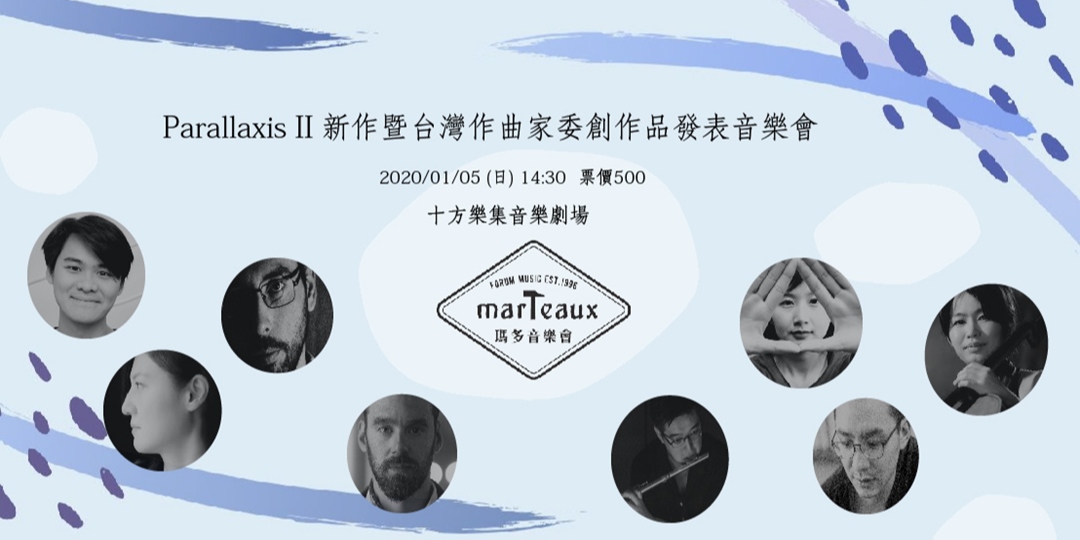 Parallaxis II 新作暨台灣作曲家委創作品發表音樂會
2020/01/05 (日) 14:30 票價500
十方樂集音樂劇場
FORUM MUSIC EST.1996
marTeaux
瑪多音樂會